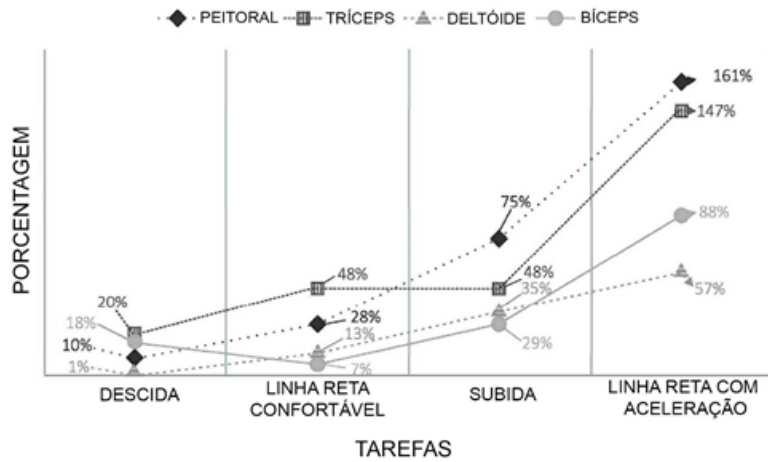 PEITORAL TRÍCEPS DELTÓIDE BÍCEPS
PORCENTAGEM
161%
147%
75%
88%
20%
48%
48%
35%
57%
18%
28%
10%
13%
29%
1%
7%
DESCIDA
LINHA RETA
CONFORTÁVEL
SUBIDA
LINHA RETA COM
ACELERAÇÃO
TAREFAS